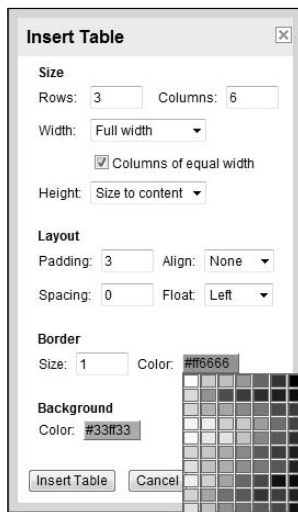 Insert Table
Size
Rows: 3 Columns: 6
Width: Full width
Columns of equal width
Height: Size to content
Layout
Padding: 3 Align: None
Spacing: 0 Float: Left
Border
Size: 1 Color: #ff6666
Background
Color: #33ff33
Insert Table Cancel